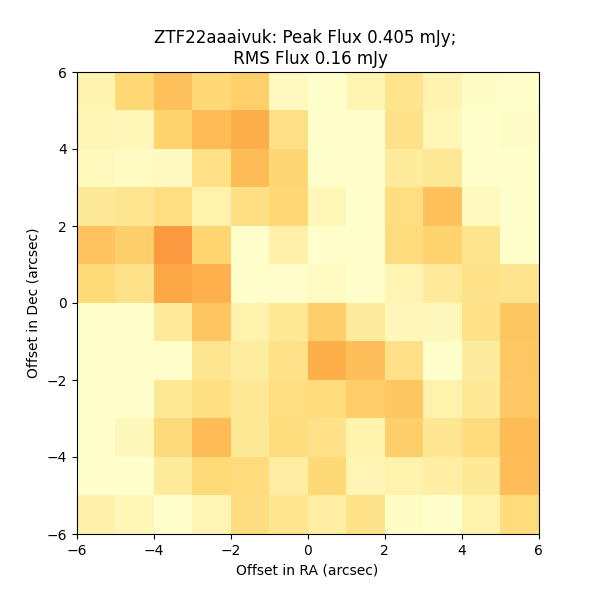 ZTF22aaaivuk: Peak Flux 0.405 mJy;
RMS Flux 0.16 mJy
6
4
2
0
−2
−4
−6
Offset in Dec (arcsec)
−6 −4 −2 0 2 4 6
Offset in RA (arcsec)